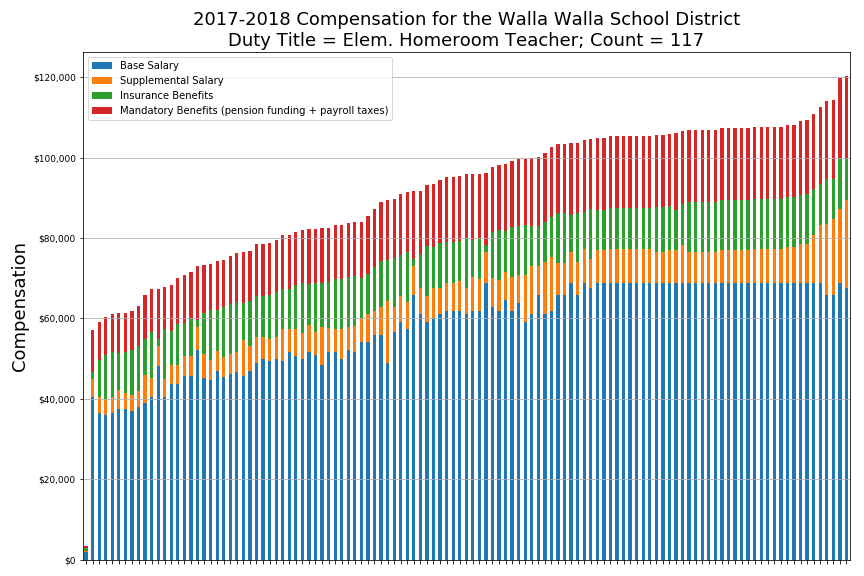 2017-2018 Compensation for the Walla Walla School District
Duty Title = Elem. Homeroom Teacher; Count = 117
Base Salary
Supplemental Salary
Insurance Benefits
Mandatory Benefits (pension funding + payroll taxes)
$120,000
$100,000
$80,000
$60,000
$40,000
$20,000
$0
Compensation